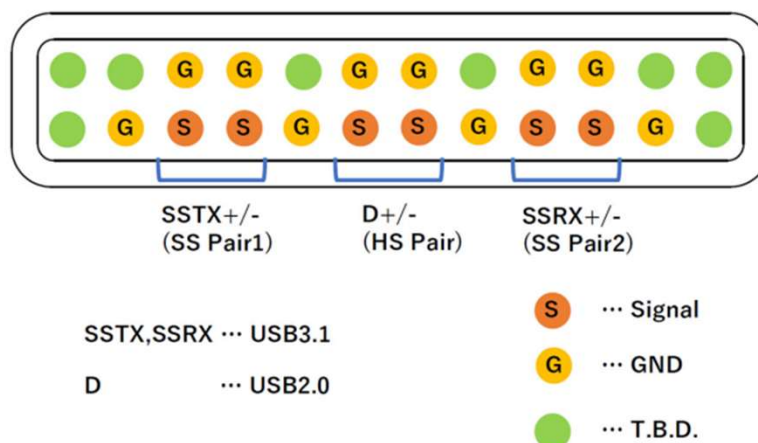 G G G G G G
G S S G S S G S S G
SSTX+/- D+/- SSRX+/-
(SS Pair1) (HS Pair) (SS Pair2)
S ··· Signal
SSTX,SSRX ··· USB3.1
G ··· GND
D ··· USB2.0
··· T.B.D.